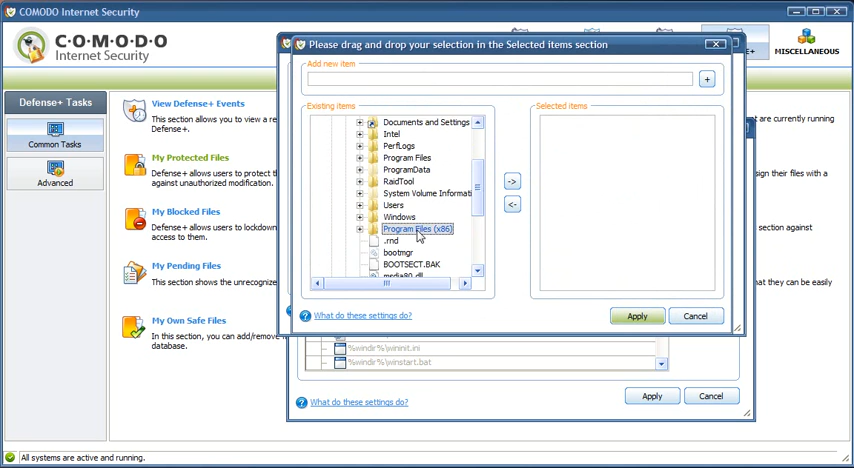 COMODO Internet Security
C·O·M·O·D·O
Internet Security
MISCELLANEOUS
Defense+ Tasks
Common Tasks
Advanced
View Defense+ Events
This section allows you to view a re
Defense+.
My Protected Files
Defense+ allows users to protect th
against unauthorized modification.
My Blocked Files
Defense+ allows users to lockdown
access to them.
My Pending Files
This section shows the unrecognize
My Own Safe Files
In this section, you can add/remove
database.
are currently running
sign their files with a
section against
that they can be easily
Please drag and drop your selection in the Selected items section
Add new item
+
Existing items
Documents and Settings
Intel
PerfLogs
Program Files
ProgramData
RaidTool
System Volume Informati
Users
Windows
Program Files (x86)
.rnd
bootmgr
BOOTSECT.BAK
msdia80.dll
->
<-
Selected items
What do these settings do?
Apply
Cancel
%windir%\wininit.ini
%windir%\winstart.bat
What do these settings do?
Apply
Cancel
All systems are active and running.